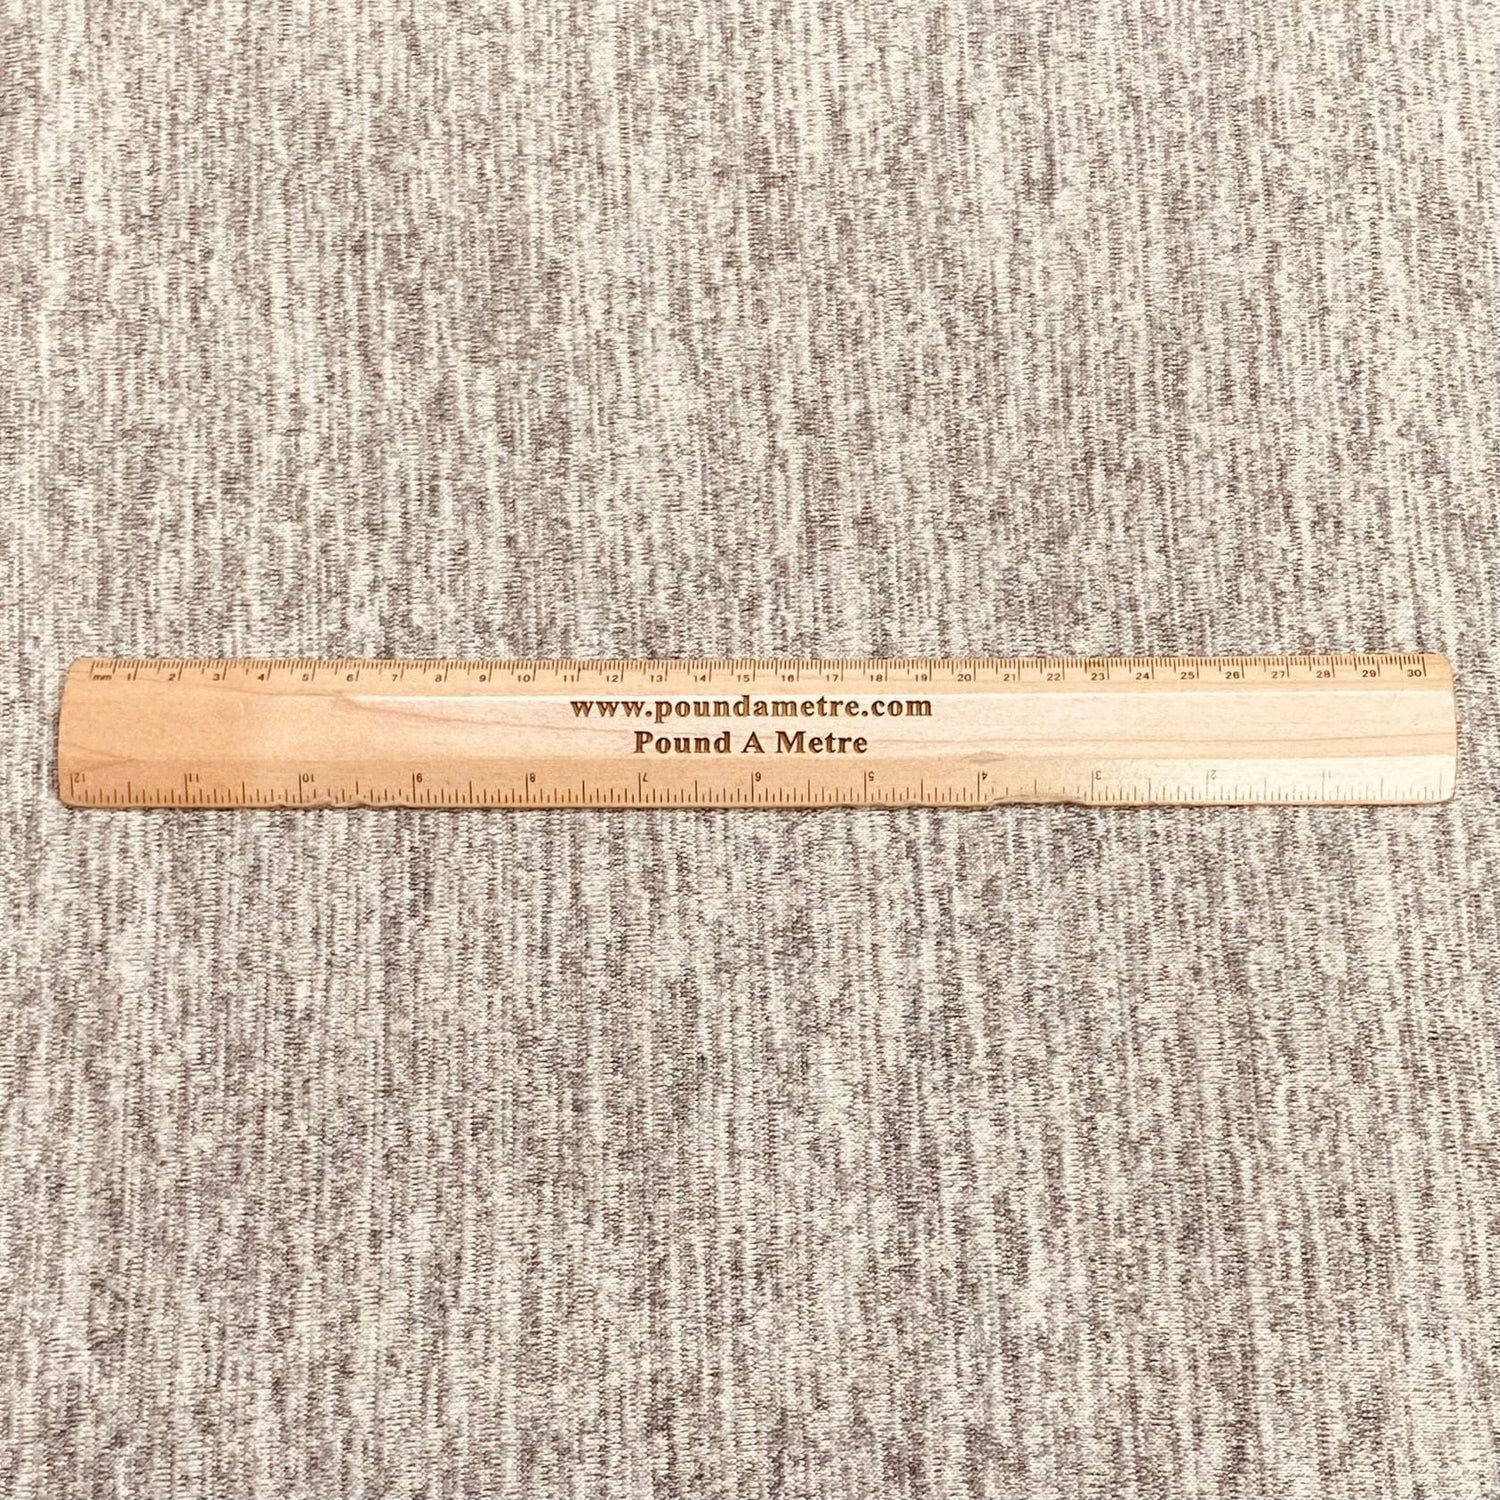 mm 1 2 3 4 5 6 7 8 9 10 11 12 13 14 15 16 17 18 19 20 21 22 23 24 25 26 27 28 29 30
www.poundametre.com
Pound A Metre
12 11 10 9 8 7 6 5 4 3 2 1